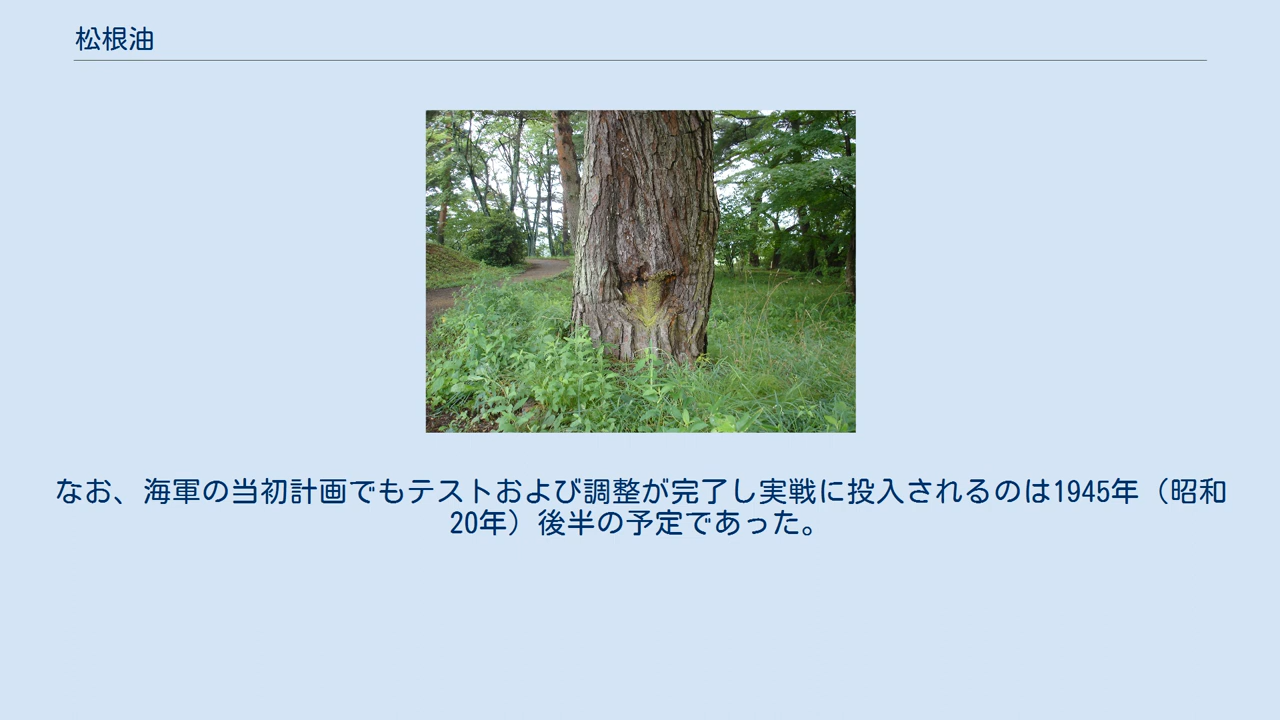 松根油
なお、海軍の当初計画でもテストおよび調整が完了し実戦に投入されるのは1945年（昭和
20年）後半の予定であった。